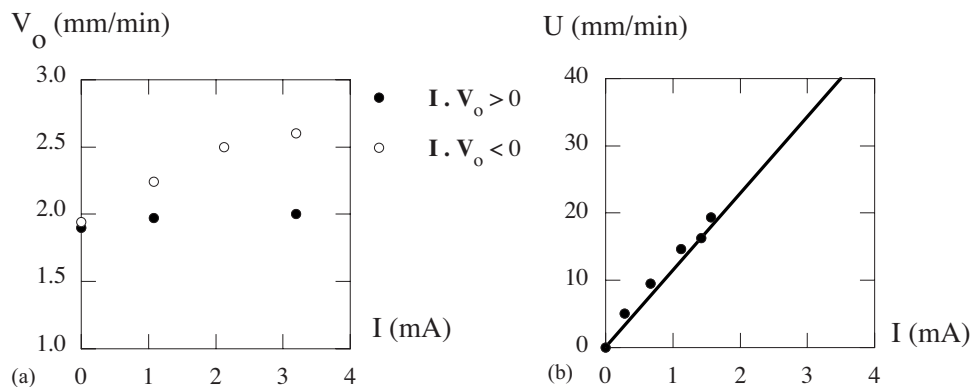 V_o (mm/min)
3.0
2.5
2.0
1.5
1.0
0 1 2 3 4
I (mA)
(a)
I . V_o > 0
I . V_o < 0
U (mm/min)
40
30
20
10
0
0 1 2 3 4
I (mA)
(b)